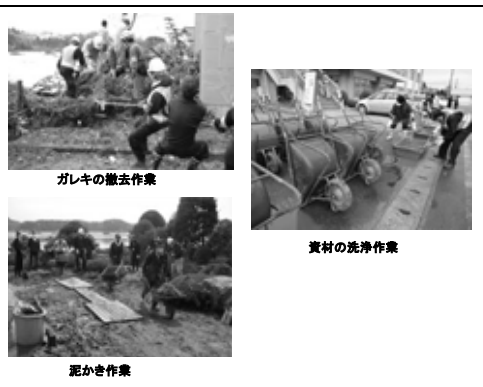 ガレキの撤去作業
資材の洗浄作業
泥かき作業